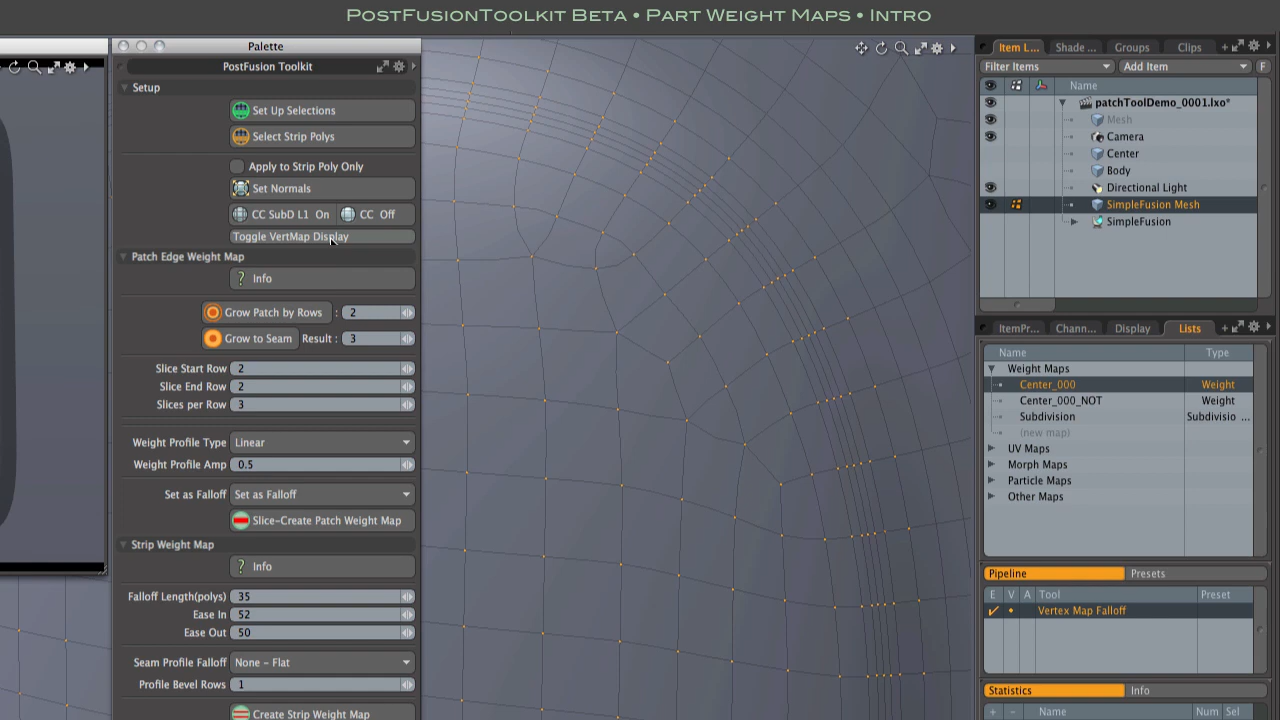 PostFusionToolkit Beta • Part Weight Maps • Intro
Palette
PostFusion Toolkit
Setup
Set Up Selections
Select Strip Polys
Apply to Strip Poly Only
Set Normals
CC SubD L1 On
CC Off
Toggle VertMap Display
Patch Edge Weight Map
? Info
Grow Patch by Rows : 2
Grow to Seam Result : 3
Slice Start Row 2
Slice End Row 2
Slices per Row 3
Weight Profile Type Linear
Weight Profile Amp 0.5
Set as Falloff Set as Falloff
Slice-Create Patch Weight Map
Strip Weight Map
? Info
Falloff Length(polys) 35
Ease In 52
Ease Out 50
Seam Profile Falloff None - Flat
Profile Bevel Rows 1
Create Strip Weight Map
Item L... Shade ... Groups Clips +
Filter Items Add Item F
Name
patchToolDemo_0001.lxo*
Mesh
Camera
Center
Body
Directional Light
SimpleFusion Mesh
SimpleFusion
ItemPr... Chann... Display Lists +
Name Type
Weight Maps
Center_000 Weight
Center_000_NOT Weight
Subdivision Subdivisio ...
(new map)
UV Maps
Morph Maps
Particle Maps
Other Maps
Pipeline Presets
E V A Tool Preset
Vertex Map Falloff
Statistics Info
+ - Name Num Sel